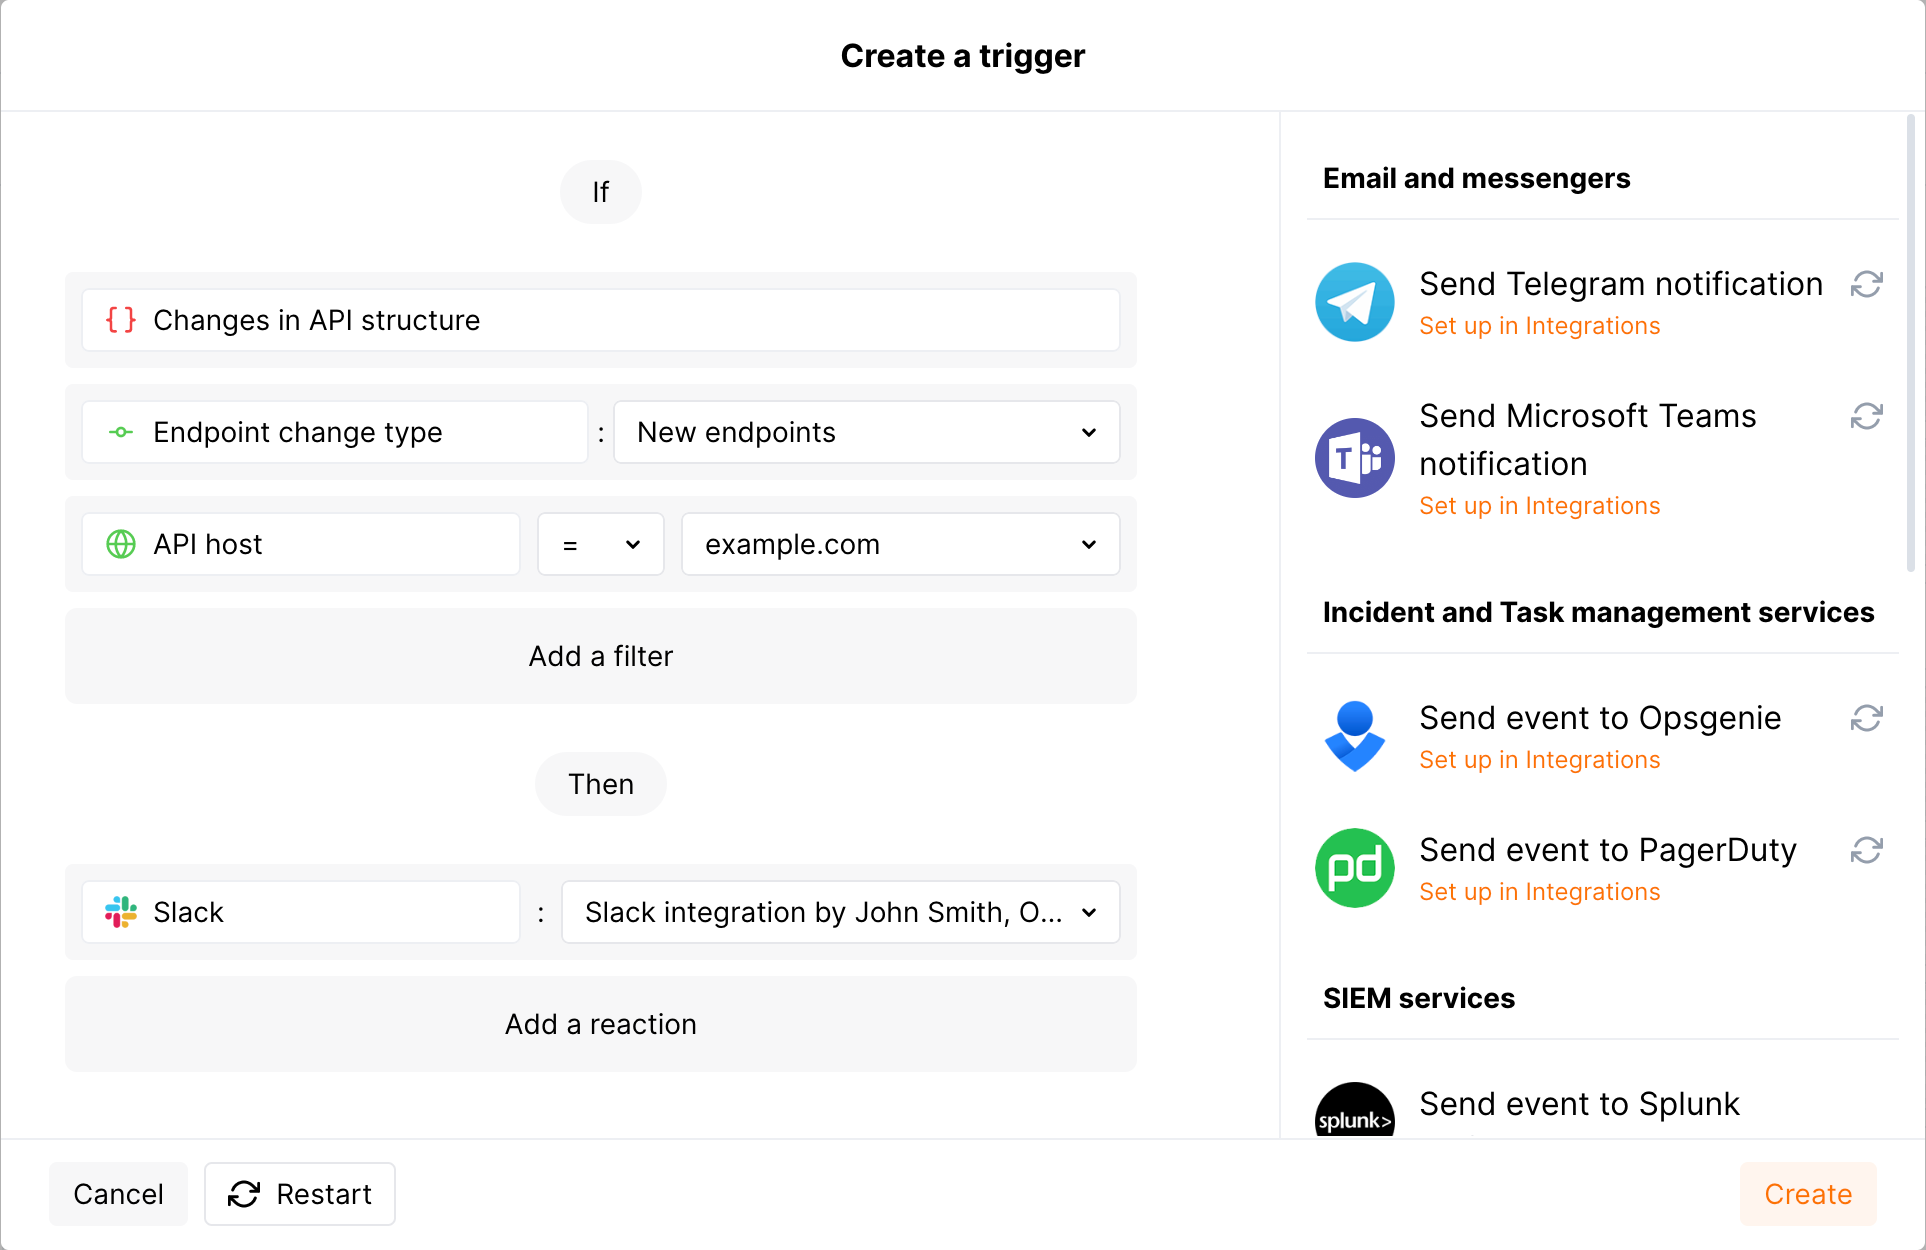 Create a trigger
If
Changes in API structure
Endpoint change type : New endpoints
API host = example.com
Add a filter
Then
Slack : Slack integration by John Smith, O...
Add a reaction
Email and messengers
Send Telegram notification
Set up in Integrations
Send Microsoft Teams
notification
Set up in Integrations
Incident and Task management services
Send event to Opsgenie
Set up in Integrations
pd
Send event to PagerDuty
Set up in Integrations
SIEM services
splunk>
Send event to Splunk
Cancel
Restart
Create